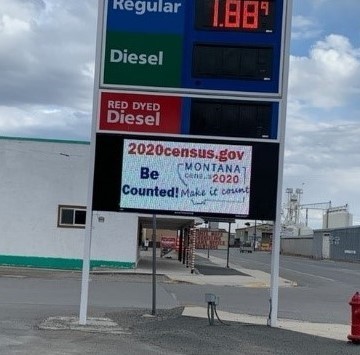 Regular
1.88⁹
Diesel
RED DYED
Diesel
2020census.gov
Be
Counted!
MONTANA
census 2020
Make it count